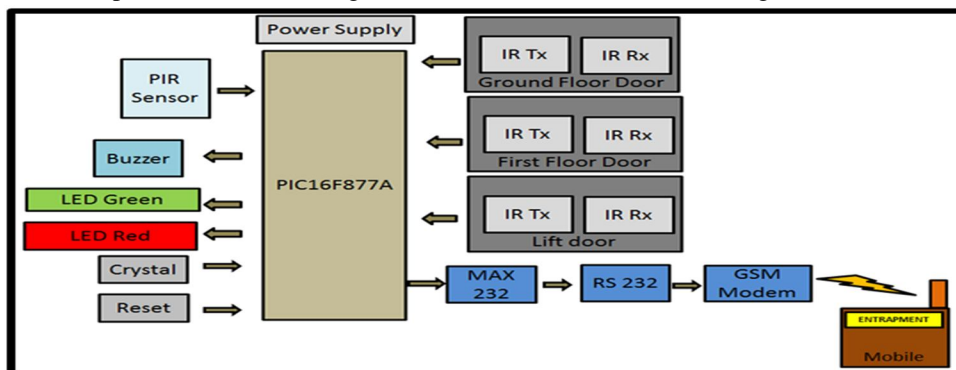 Power Supply
PIR
Sensor
Buzzer
LED Green
LED Red
Crystal
Reset
PIC16F877A
IR Tx
IR Rx
Ground Floor Door
IR Tx
IR Rx
First Floor Door
IR Tx
IR Rx
Lift door
MAX
232
RS 232
GSM
Modem
ENTRAPMENT
Mobile